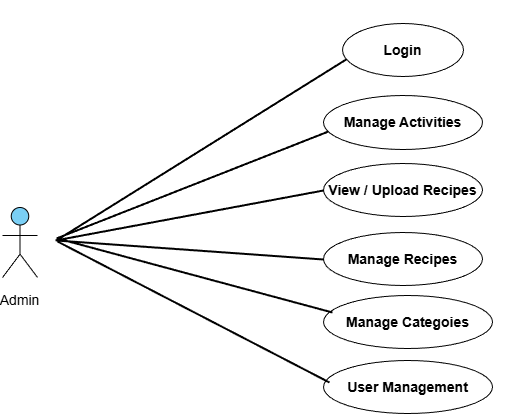 Login
Manage Activities
View / Upload Recipes
Manage Recipes
Manage Categoies
User Management
Admin